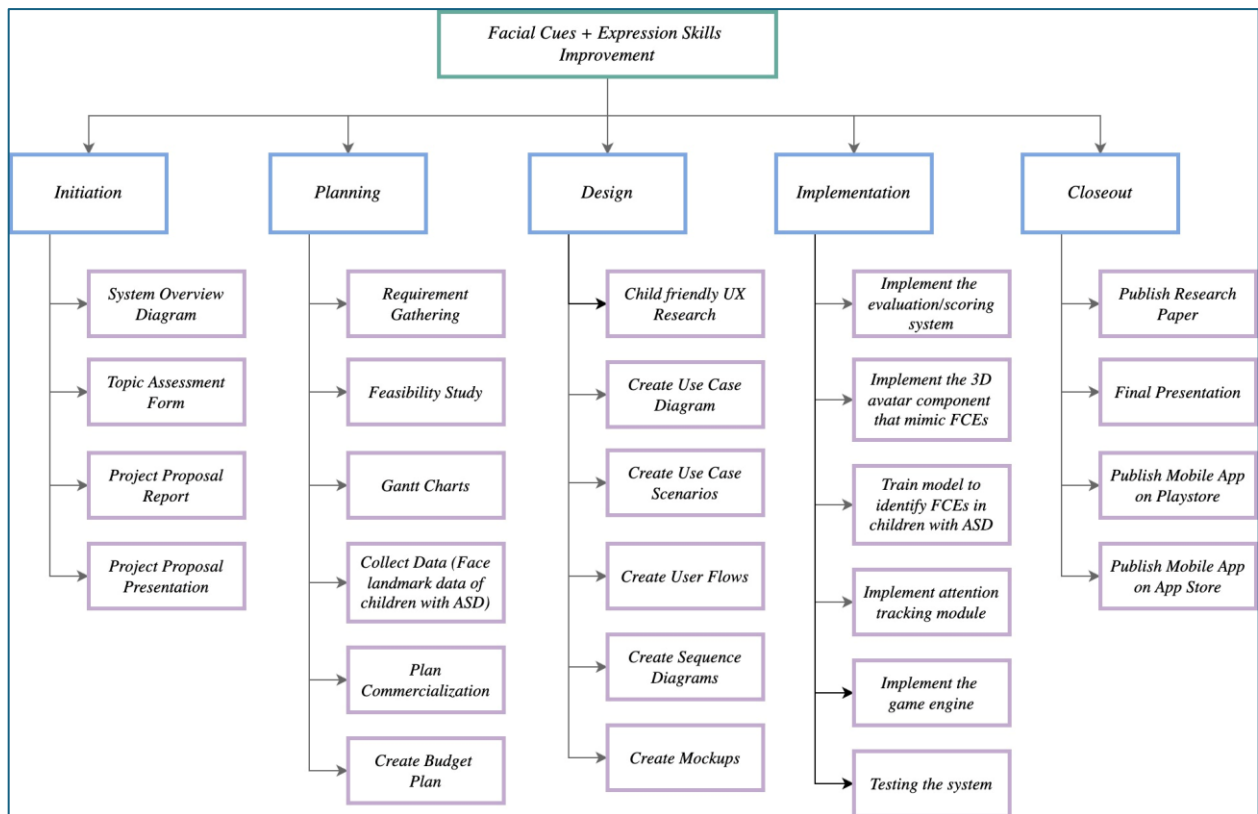 Facial Cues + Expression Skills
Improvement
Initiation
Planning
Design
Implementation
Closeout
System Overview
Diagram
Topic Assessment
Form
Project Proposal
Report
Project Proposal
Presentation
Requirement
Gathering
Feasibility Study
Gantt Charts
Collect Data (Face
landmark data of
children with ASD)
Plan
Commercialization
Create Budget
Plan
Child friendly UX
Research
Create Use Case
Diagram
Create Use Case
Scenarios
Create User Flows
Create Sequence
Diagrams
Create Mockups
Implement the
evaluation/scoring
system
Implement the 3D
avatar component
that mimic FCEs
Train model to
identify FCEs in
children with ASD
Implement attention
tracking module
Implement the
game engine
Testing the system
Publish Research
Paper
Final Presentation
Publish Mobile App
on Playstore
Publish Mobile App
on App Store